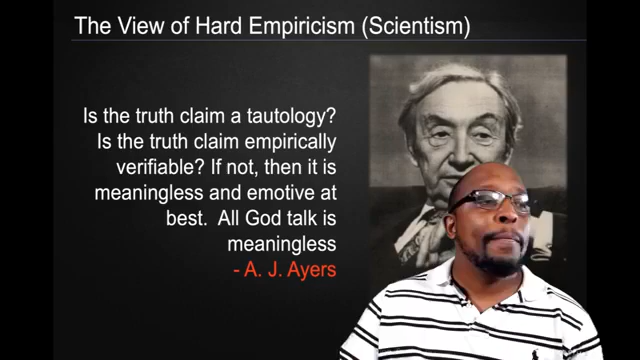 The View of Hard Empiricism (Scientism)
Is the truth claim a tautology?
Is the truth claim empirically
verifiable? If not, then it is
meaningless and emotive at
best. All God talk is
meaningless
- A. J. Ayers